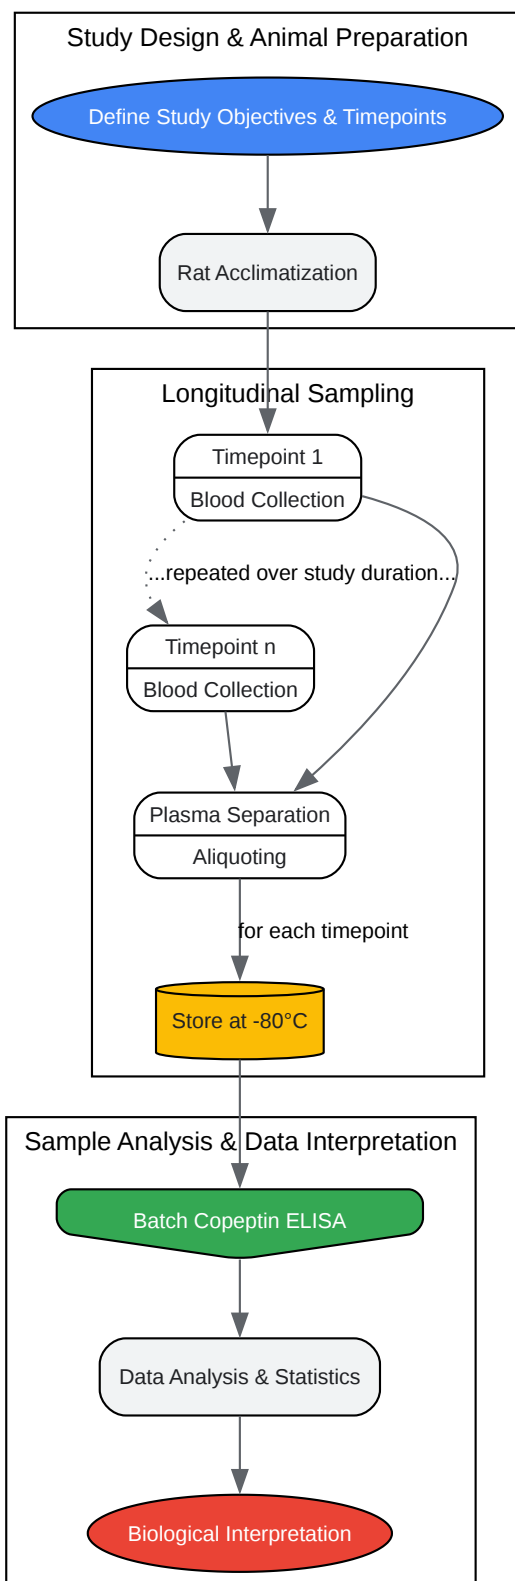 Study Design & Animal Preparation
Define Study Objectives & Timepoints
Rat Acclimatization
Longitudinal Sampling
Timepoint 1
Blood Collection
...repeated over study duration...
Timepoint n
Blood Collection
Plasma Separation
Aliquoting
for each timepoint
Store at -80°C
Sample Analysis & Data Interpretation
Batch Copeptin ELISA
Data Analysis & Statistics
Biological Interpretation